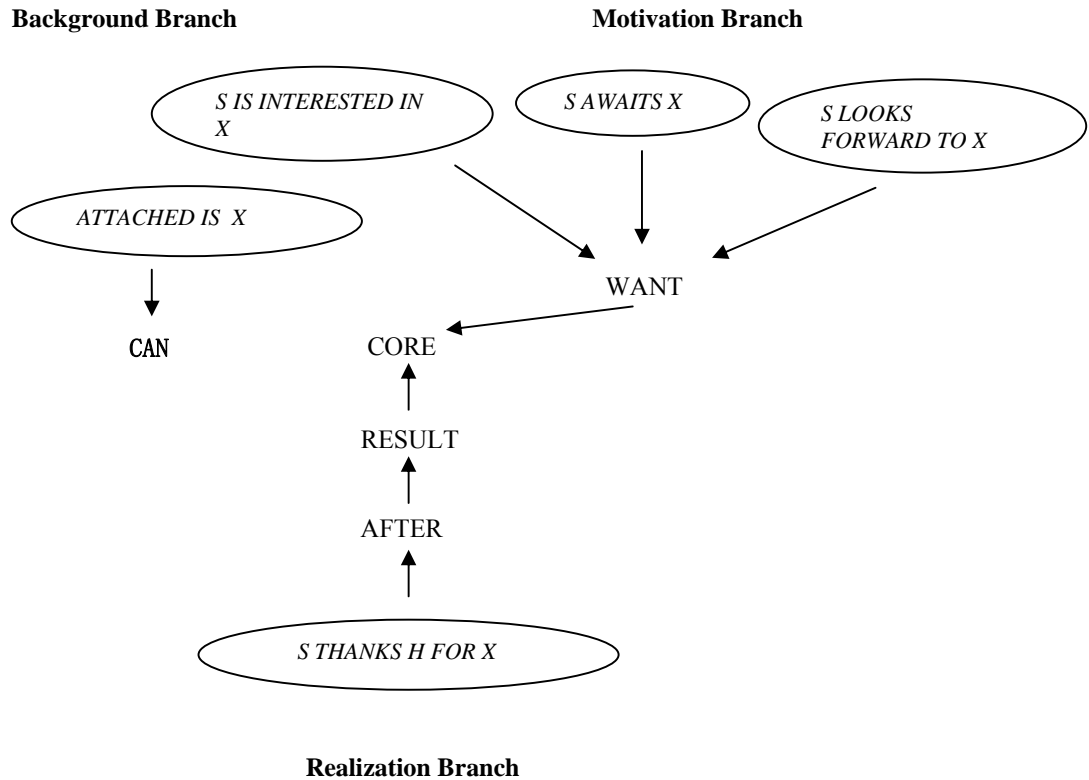 Background Branch
Motivation Branch
S IS INTERESTED IN
X
S AWAITS X
S LOOKS
FORWARD TO X
ATTACHED IS X
WANT
CAN
CORE
RESULT
AFTER
S THANKS H FOR X
Realization Branch